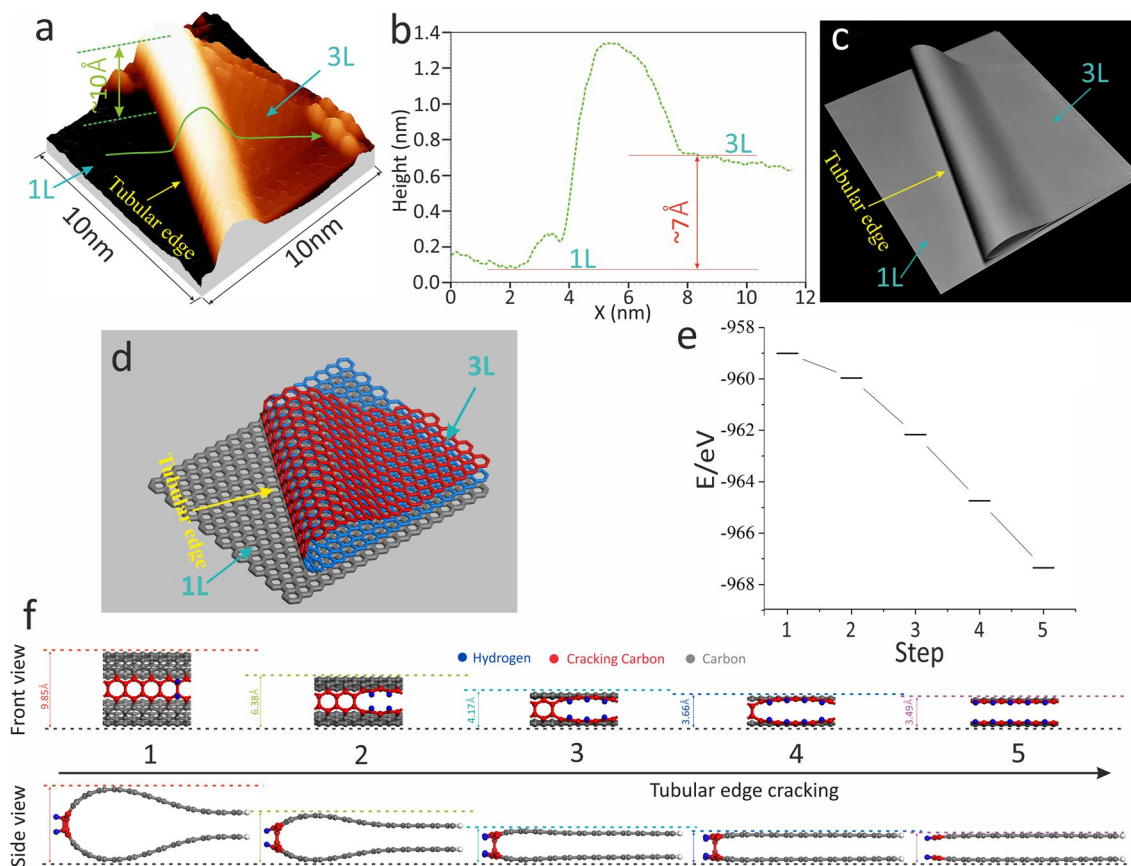 a
~10Å
3L
1L
Tubular edge
10nm
10nm
b
Height (nm)
1.4
1.2
1.0
0.8
0.6
0.4
0.2
0.0
3L
~7Å
1L
0 2 4 6 8 10 12
X (nm)
c
3L
Tubular edge
1L
d
3L
Tubular edge
1L
e
E/eV
-958
-960
-962
-964
-966
-968
1 2 3 4 5
Step
f
Hydrogen Cracking Carbon Carbon
Front view
9.85Å
6.38Å
4.17Å
3.66Å
3.49Å
1 2 3 4 5
Tubular edge cracking
Side view